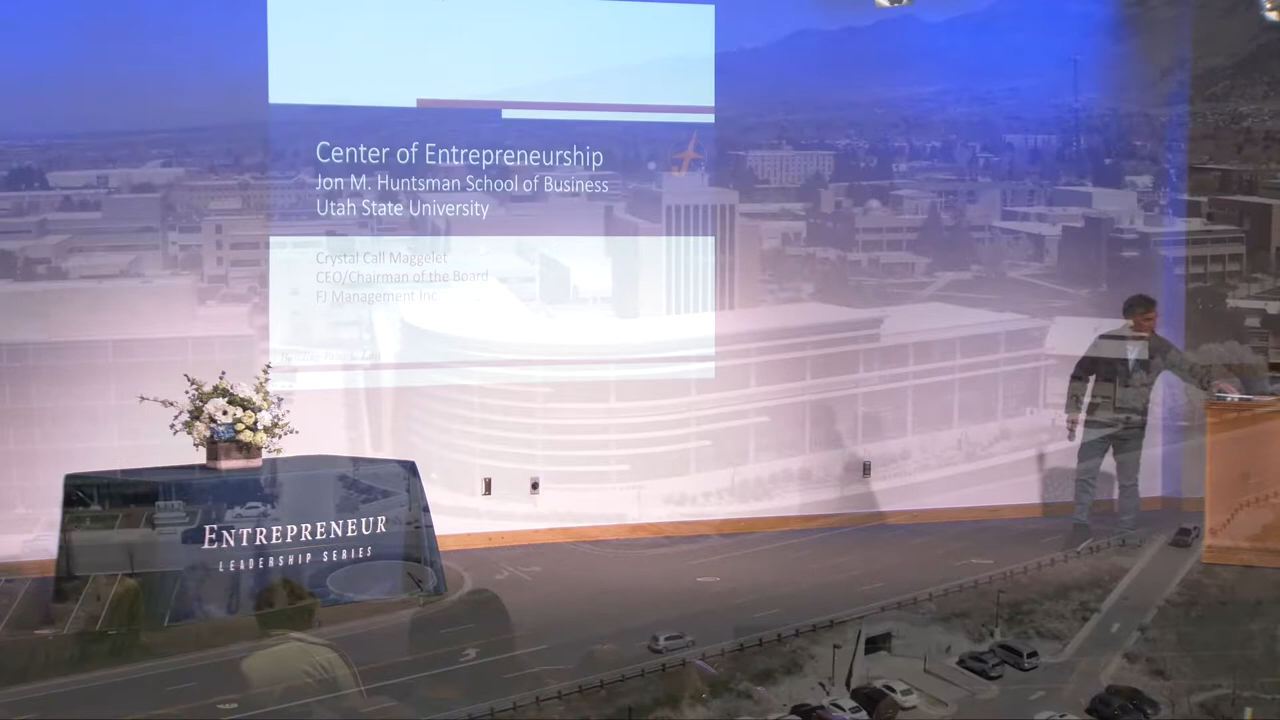 Center of Entrepreneurship
Jon M. Huntsman School of Business
Utah State University
Crystal Call Maggelet
CEO/Chairman of the Board
FJ Management Inc.
ENTREPRENEUR
LEADERSHIP SERIES